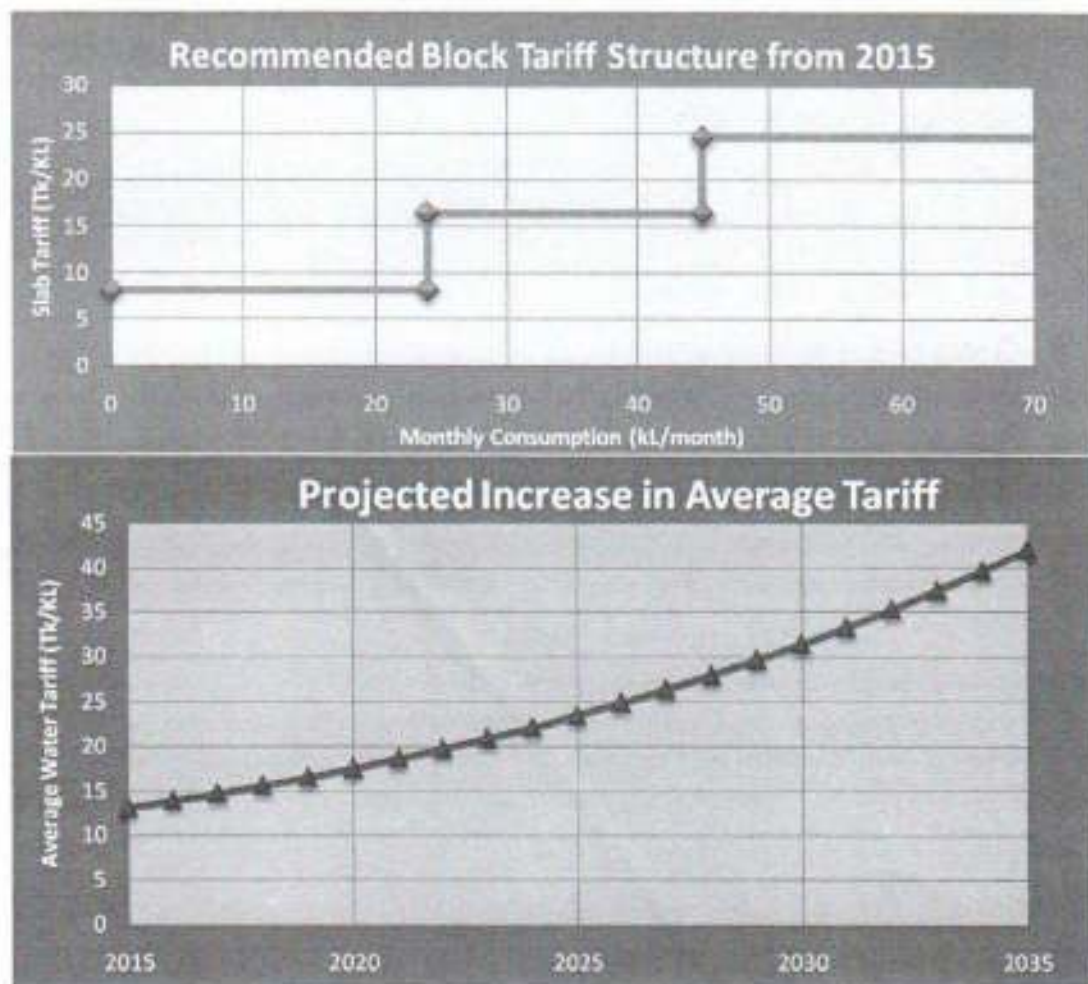 Recommended Block Tariff Structure from 2015
30
25
20
15
10
5
0
Slab Tariff (Tk/KL)
0 10 20 30 40 50 60 70
Monthly Consumption (kL/month)
Projected Increase in Average Tariff
45
40
35
30
25
20
15
10
5
0
Average Water Tariff (Tk/KL)
2015 2020 2025 2030 2035